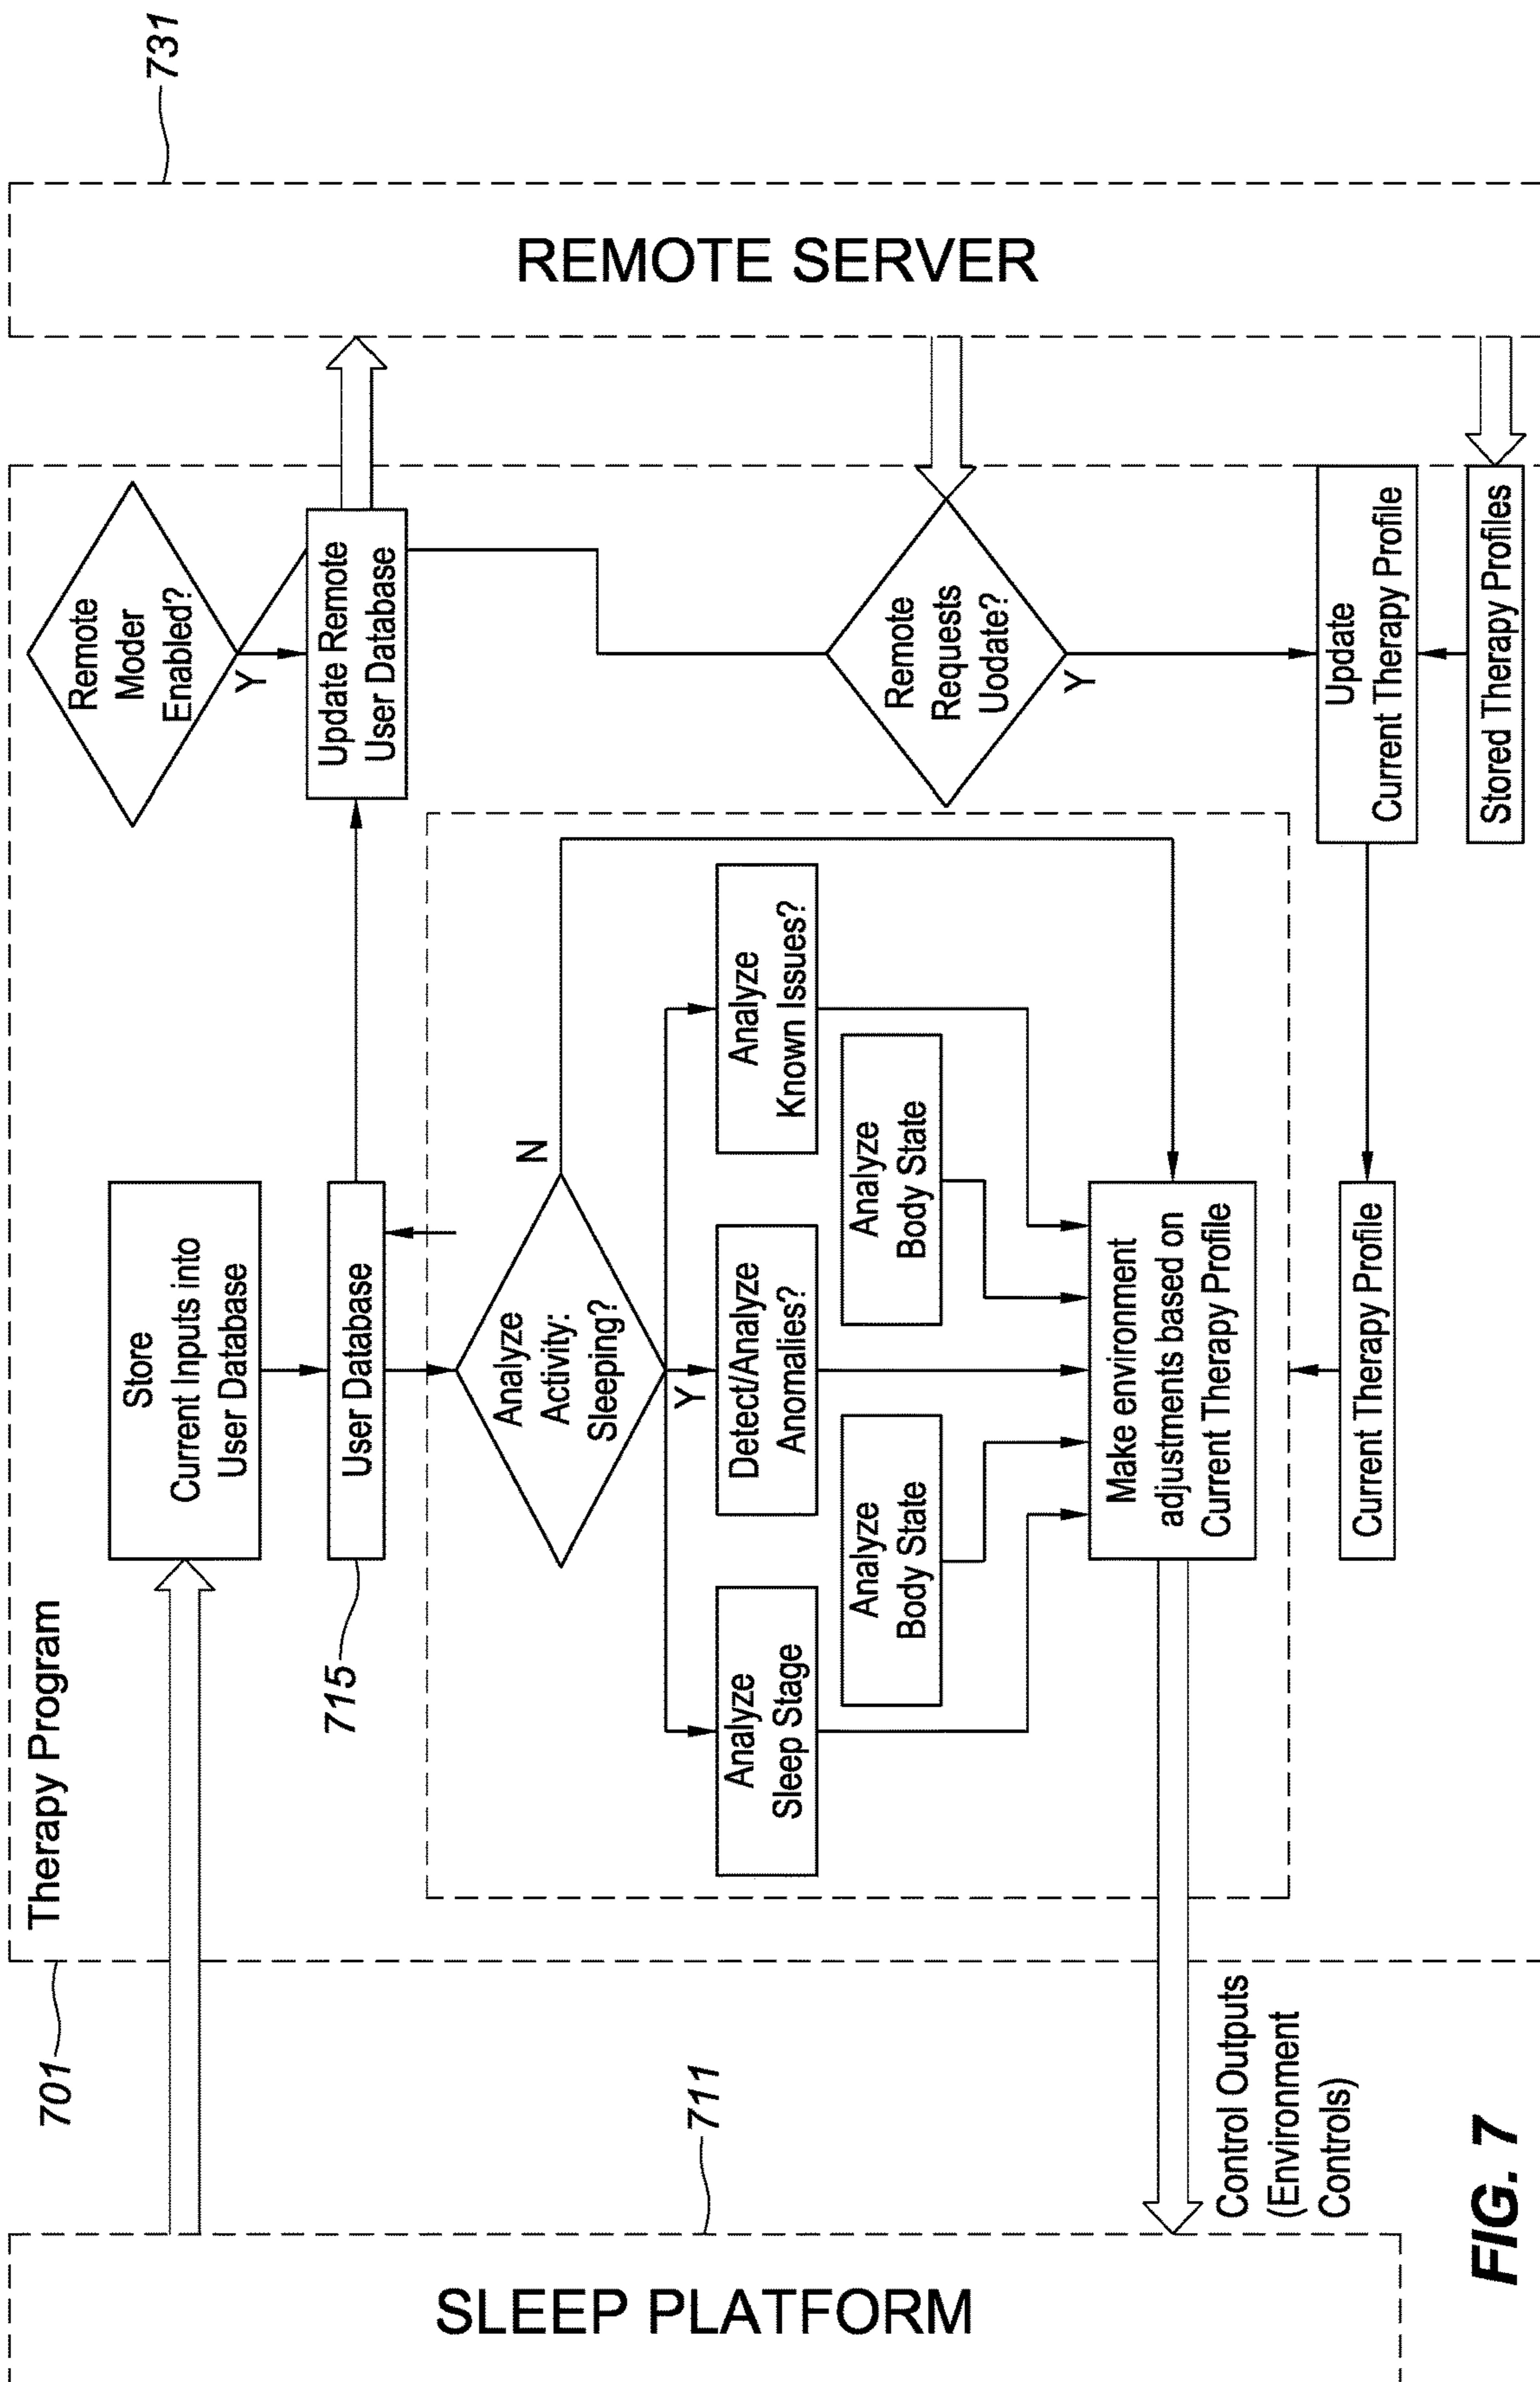 731
REMOTE SERVER
Remote
Moder
Enabled?
Y
Update Remote
User Database
Remote
Requests
Uodate?
Y
Update
Current Therapy Profile
Stored Therapy Profiles
Therapy Program
701
Store
Current Inputs into
User Database
User Database
715
Analyze
Activity:
Sleeping?
N
Y
Analyze
Sleep Stage
Analyze
Body State
Detect/Analyze
Anomalies?
Analyze
Body State
Analyze
Known Issues?
Make environment
adjustments based on
Current Therapy Profile
Current Therapy Profile
Control Outputs
(Environment
Controls)
711
SLEEP PLATFORM
FIG. 7